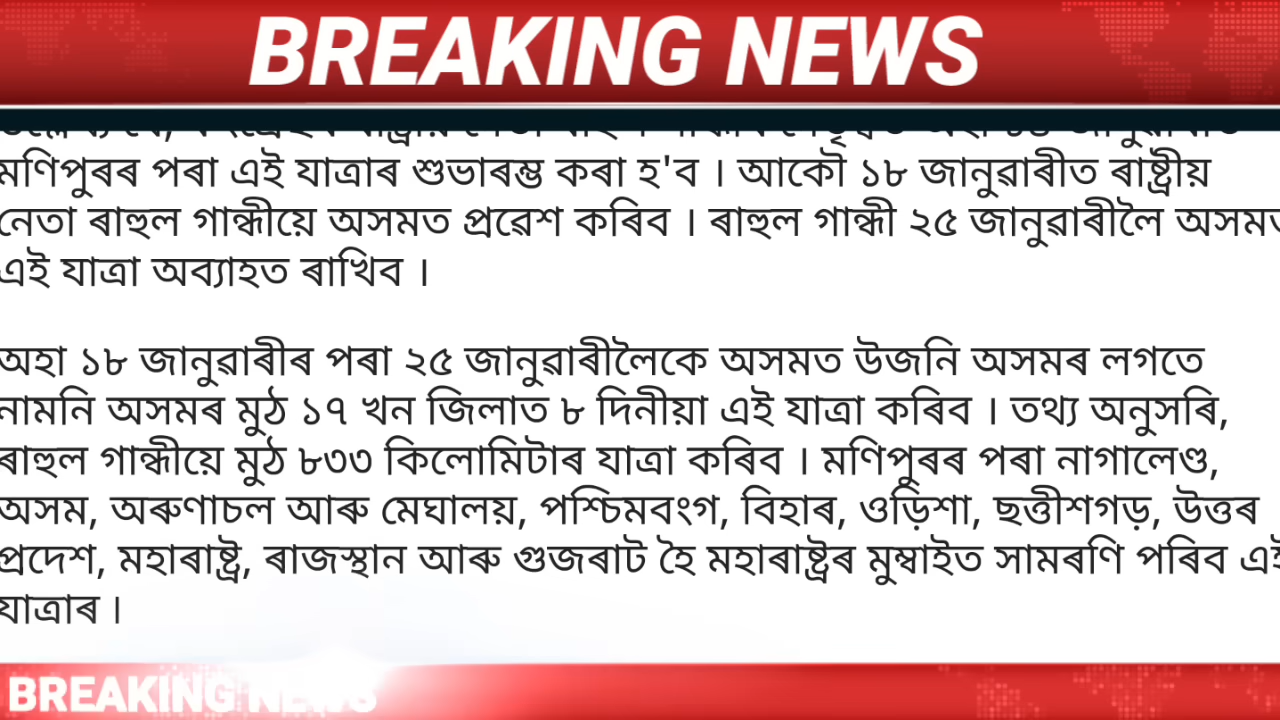 BREAKING NEWS
মণিপুৰৰ পৰা এই যাত্ৰাৰ শুভাৰম্ভ কৰা হ'ব । আকৌ ১৮ জানুৱাৰীত ৰাষ্ট্ৰীয়
নেতা ৰাহুল গান্ধীয়ে অসমত প্ৰৱেশ কৰিব । ৰাহুল গান্ধী ২৫ জানুৱাৰীলৈ অসমত
এই যাত্ৰা অব্যাহত ৰাখিব ।
অহা ১৮ জানুৱাৰীৰ পৰা ২৫ জানুৱাৰীলৈকে অসমত উজনি অসমৰ লগতে
নামনি অসমৰ মুঠ ১৭ খন জিলাত ৮ দিনীয়া এই যাত্ৰা কৰিব । তথ্য অনুসৰি,
ৰাহুল গান্ধীয়ে মুঠ ৮৩৩ কিলোমিটাৰ যাত্ৰা কৰিব । মণিপুৰৰ পৰা নাগালেণ্ড,
অসম, অৰুণাচল আৰু মেঘালয়, পশ্চিমবংগ, বিহাৰ, ওড়িশা, ছত্তীশগড়, উত্তৰ
প্ৰদেশ, মহাৰাষ্ট্ৰ, ৰাজস্থান আৰু গুজৰাট হৈ মহাৰাষ্ট্ৰৰ মুম্বাইত সামৰণি পৰিব এই
যাত্ৰাৰ ।
BREAKING NEWS